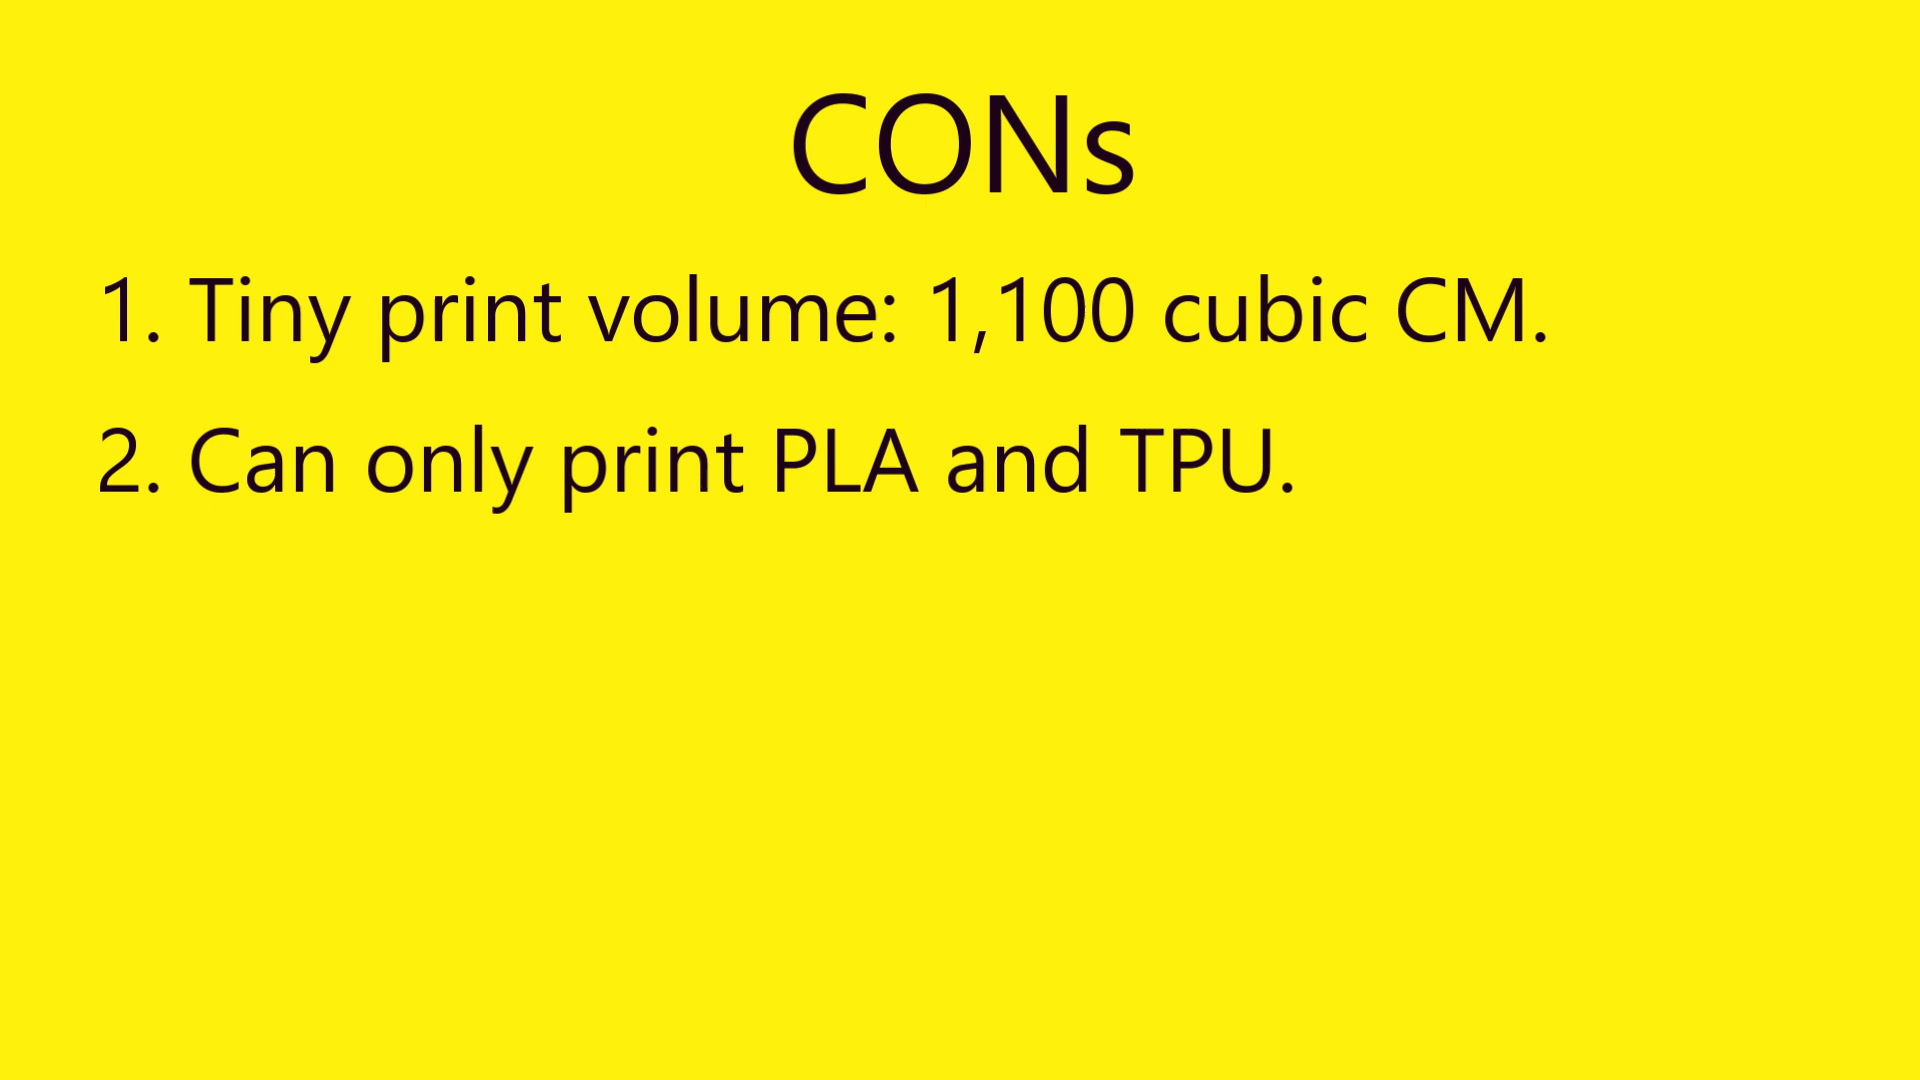 CONs
1. Tiny print volume: 1,100 cubic CM.
2. Can only print PLA and TPU.